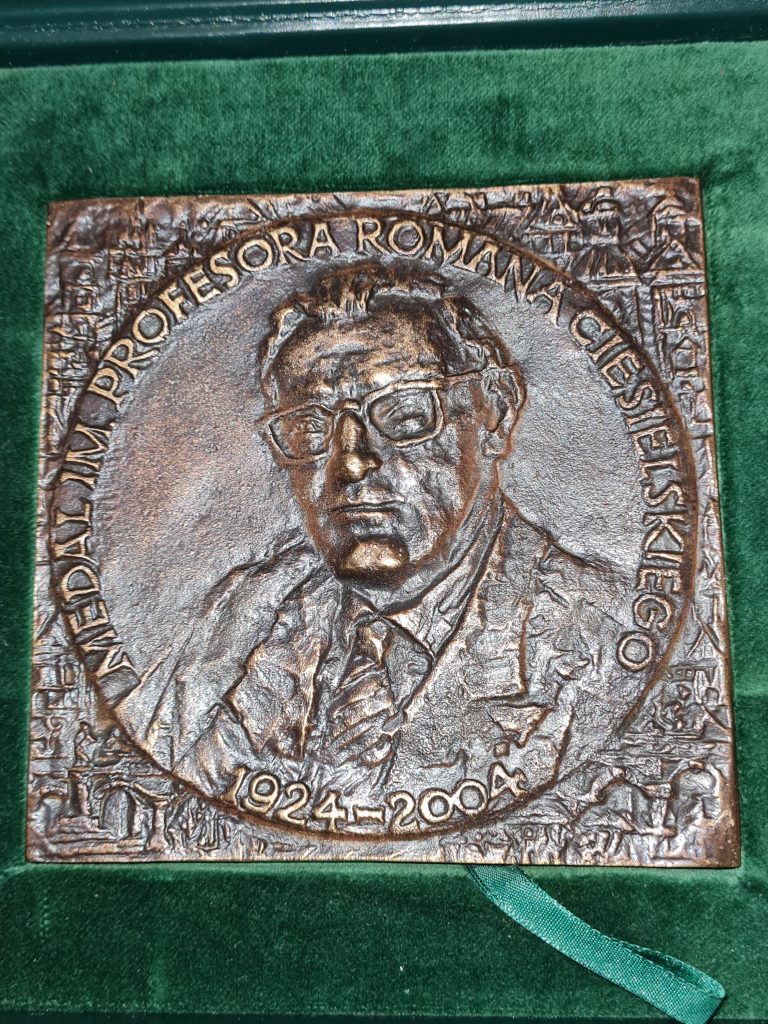 MEDAL IM. PROFESORA ROMANA CIESIELSKIEGO
1924-2004